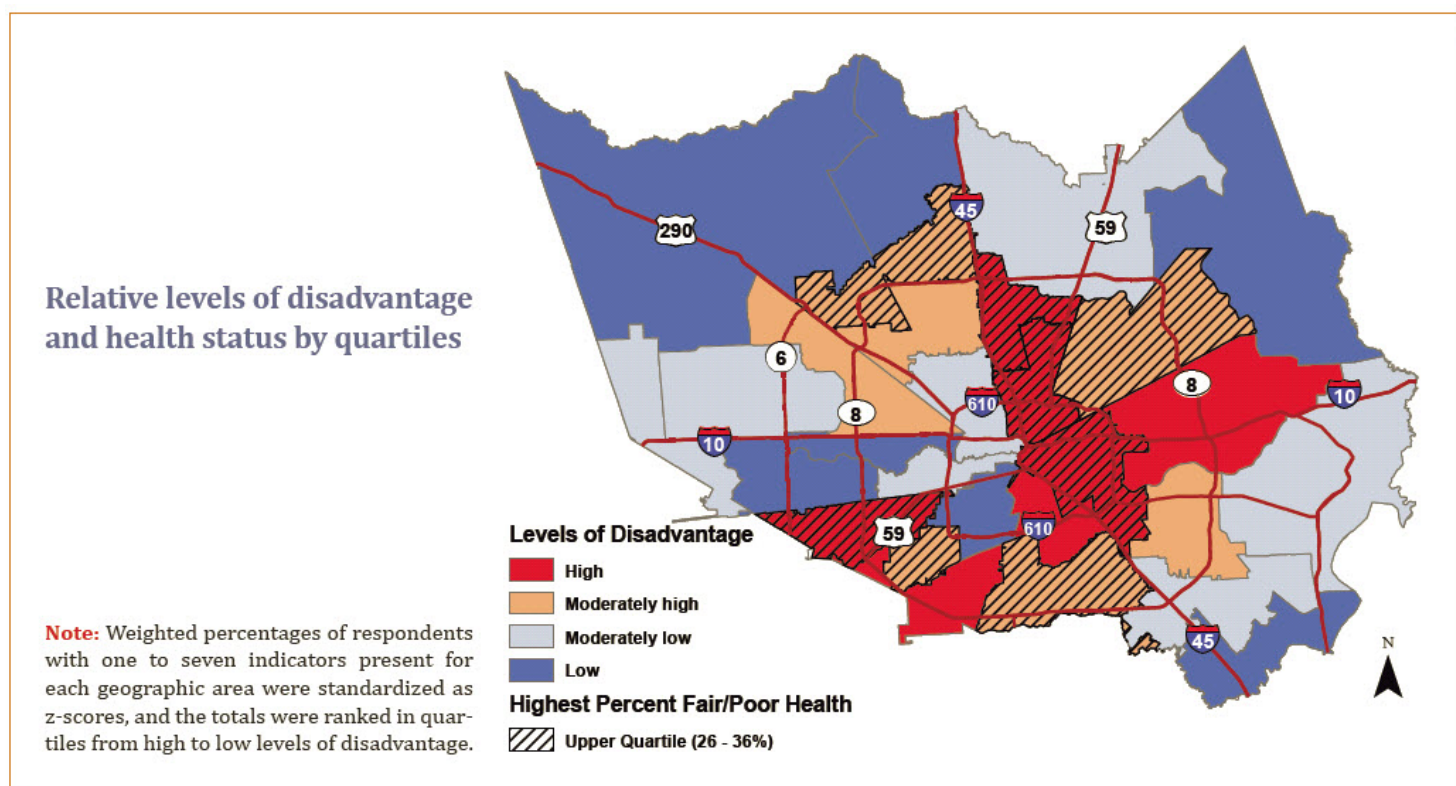 Relative levels of disadvantage
and health status by quartiles
Note: Weighted percentages of respondents
with one to seven indicators present for
each geographic area were standardized as
z-scores, and the totals were ranked in quar-
tiles from high to low levels of disadvantage.
45
59
290
6
8
610
8
10
10
59
610
45
N
Levels of Disadvantage
High
Moderately high
Moderately low
Low
Highest Percent Fair/Poor Health
Upper Quartile (26 - 36%)